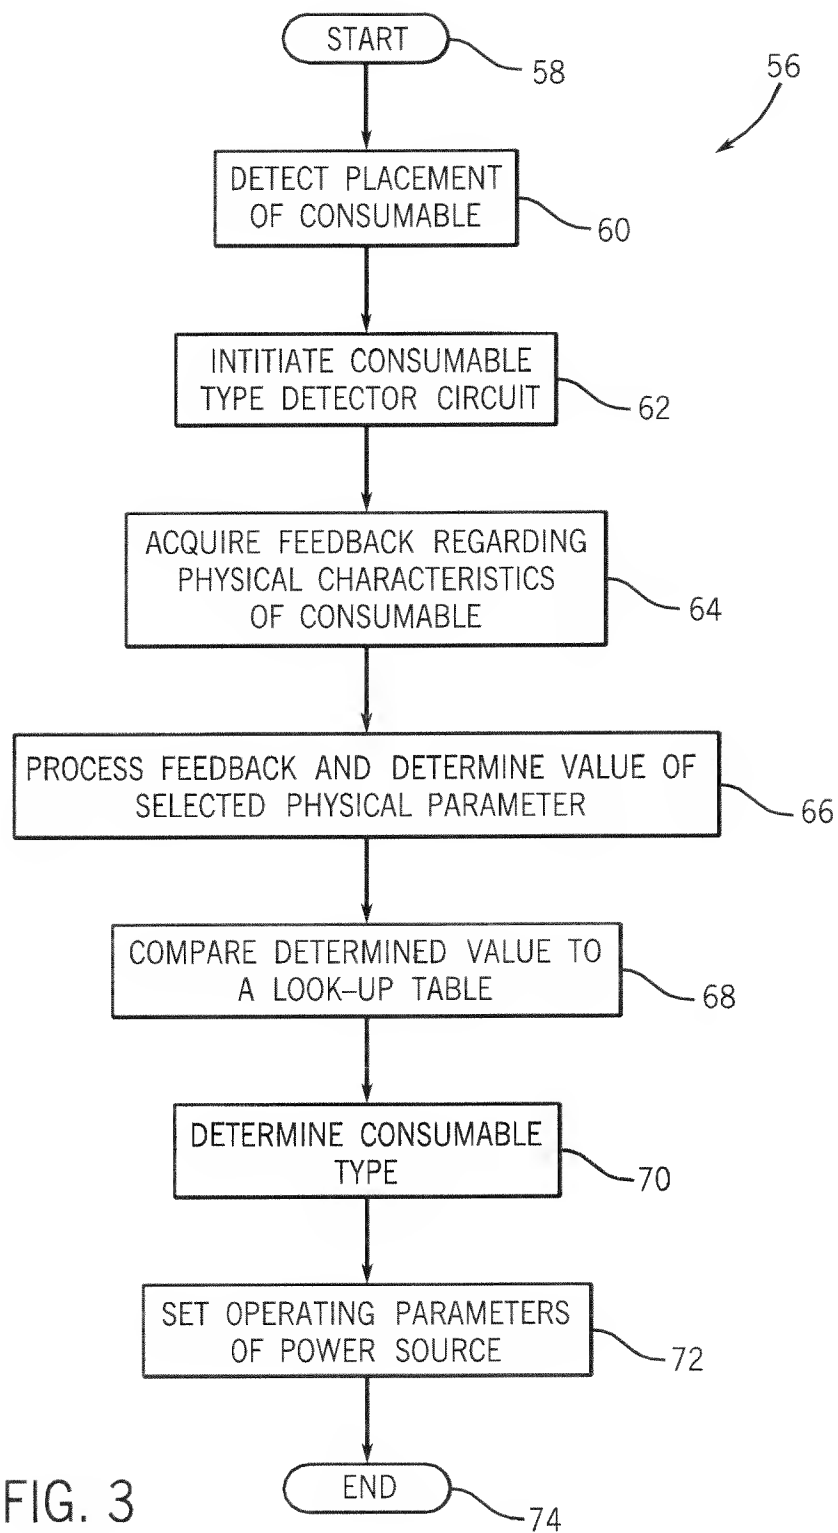 START
58
56
DETECT PLACEMENT
OF CONSUMABLE
60
INTITIATE CONSUMABLE
TYPE DETECTOR CIRCUIT
62
ACQUIRE FEEDBACK REGARDING
PHYSICAL CHARACTERISTICS
OF CONSUMABLE
64
PROCESS FEEDBACK AND DETERMINE VALUE OF
SELECTED PHYSICAL PARAMETER
66
COMPARE DETERMINED VALUE TO
A LOOK–UP TABLE
68
DETERMINE CONSUMABLE
TYPE
70
SET OPERATING PARAMETERS
OF POWER SOURCE
72
END
74
FIG. 3